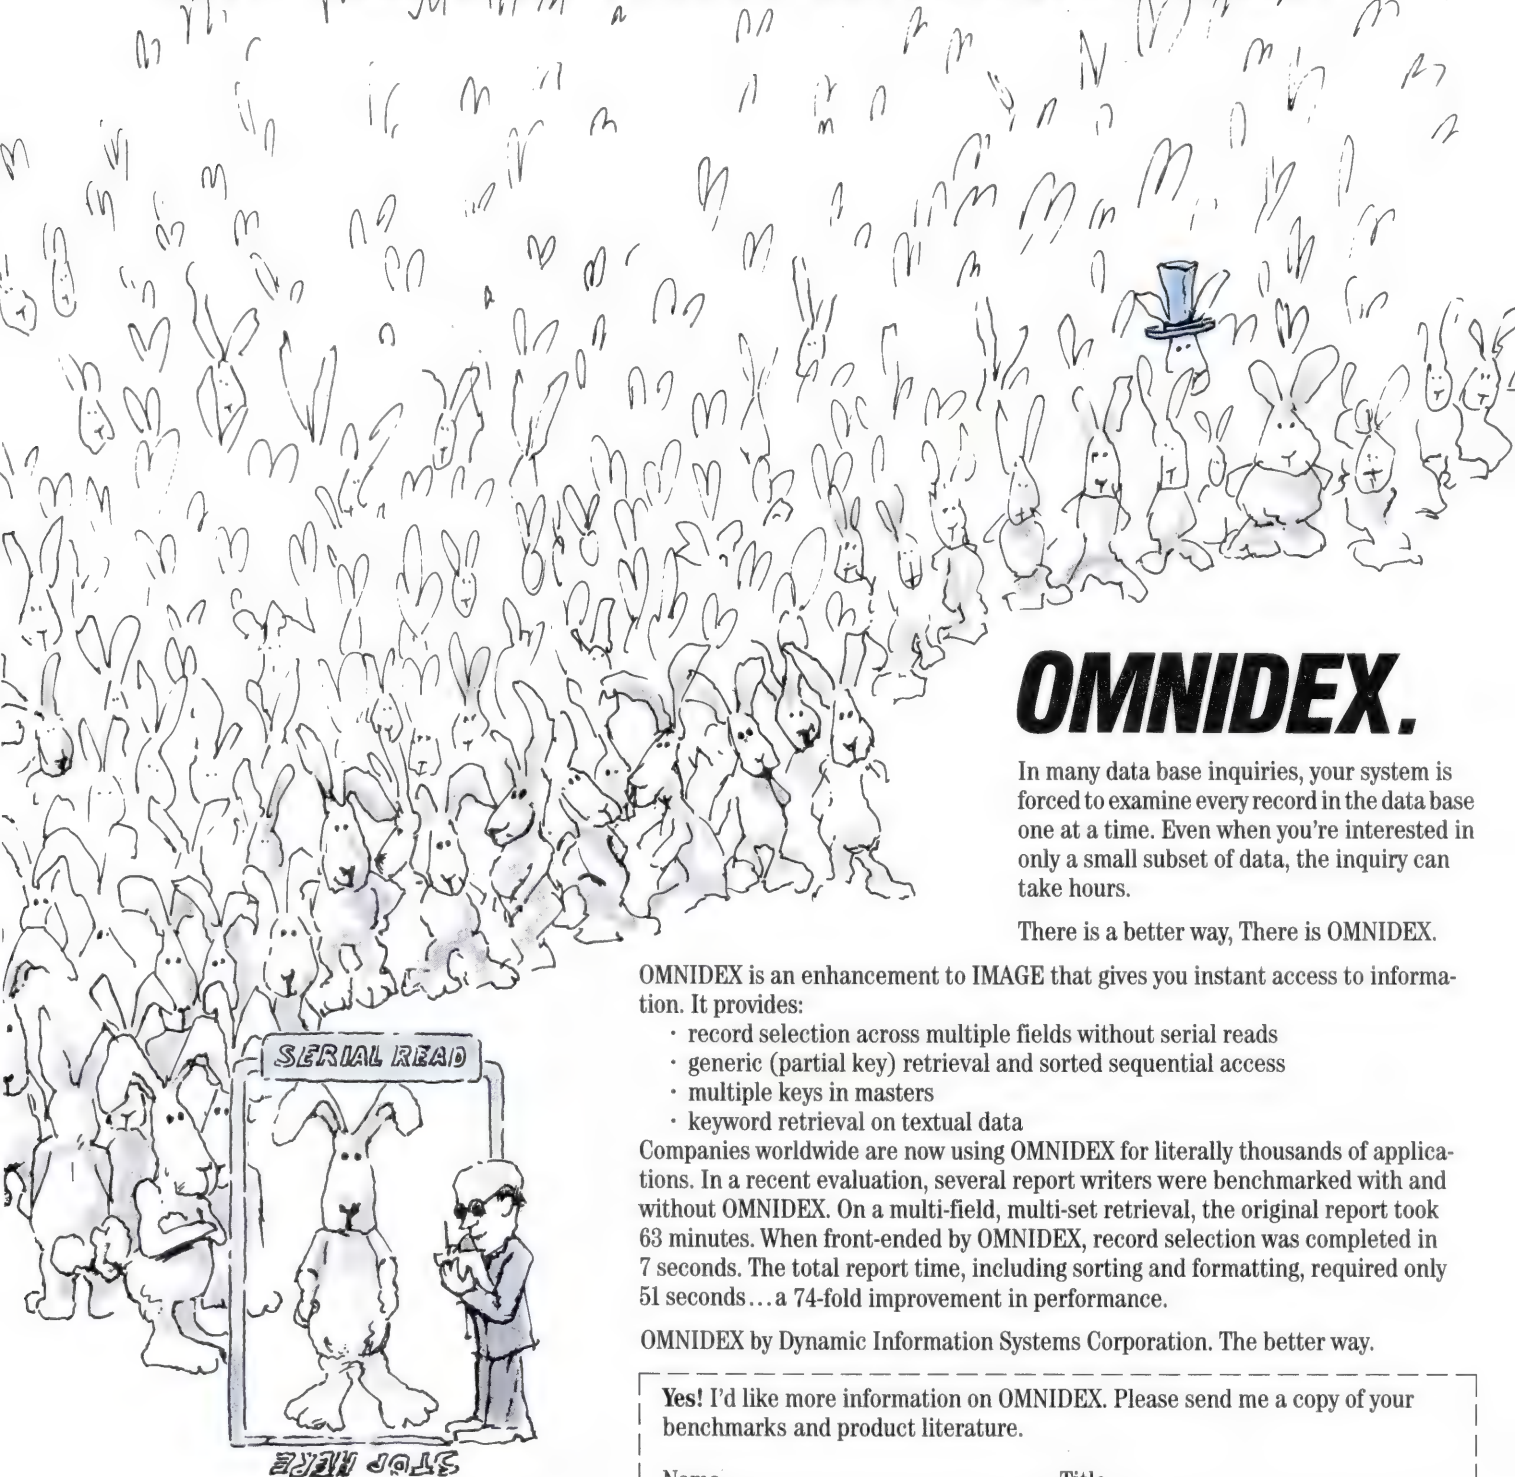 OMNIDEX.
In many data base inquiries, your system is
forced to examine every record in the data base
one at a time. Even when you're interested in
only a small subset of data, the inquiry can
take hours.
There is a better way, There is OMNIDEX.
OMNIDEX is an enhancement to IMAGE that gives you instant access to informa-
tion. It provides:
· record selection across multiple fields without serial reads
· generic (partial key) retrieval and sorted sequential access
· multiple keys in masters
· keyword retrieval on textual data
Companies worldwide are now using OMNIDEX for literally thousands of applica-
tions. In a recent evaluation, several report writers were benchmarked with and
without OMNIDEX. On a multi-field, multi-set retrieval, the original report took
63 minutes. When front-ended by OMNIDEX, record selection was completed in
7 seconds. The total report time, including sorting and formatting, required only
51 seconds...a 74-fold improvement in performance.
OMNIDEX by Dynamic Information Systems Corporation. The better way.
Yes! I'd like more information on OMNIDEX. Please send me a copy of your
benchmarks and product literature.
Name Title
SERIAL READ
STOP HERE